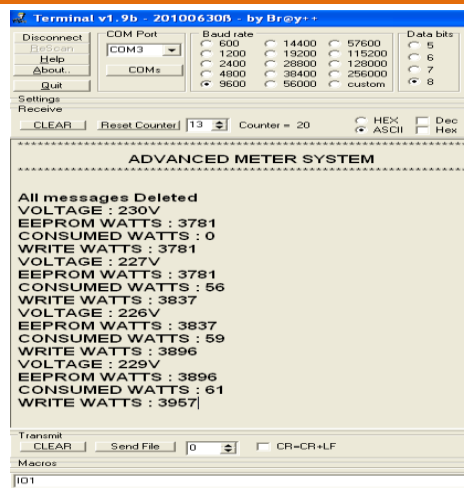 Terminal v1.9b - 20100630ß - by Br@y++
Disconnect COM Port Baud rate Data bits
ReScan COM3 600 14400 57600 5
Help 1200 19200 115200 6
About.. COMs 2400 28800 128000 7
Quit 4800 38400 256000 8
9600 56000 custom
Settings
Receive
CLEAR Reset Counter 13 Counter = 20 HEX Dec
ASCII Hex
ADVANCED METER SYSTEM
All messages Deleted
VOLTAGE : 230V
EEPROM WATTS : 3781
CONSUMED WATTS : 0
WRITE WATTS : 3781
VOLTAGE : 227V
EEPROM WATTS : 3781
CONSUMED WATTS : 56
WRITE WATTS : 3837
VOLTAGE : 226V
EEPROM WATTS : 3837
CONSUMED WATTS : 59
WRITE WATTS : 3896
VOLTAGE : 229V
EEPROM WATTS : 3896
CONSUMED WATTS : 61
WRITE WATTS : 3957
Transmit
CLEAR Send File 0 CR=CR+LF
Macros